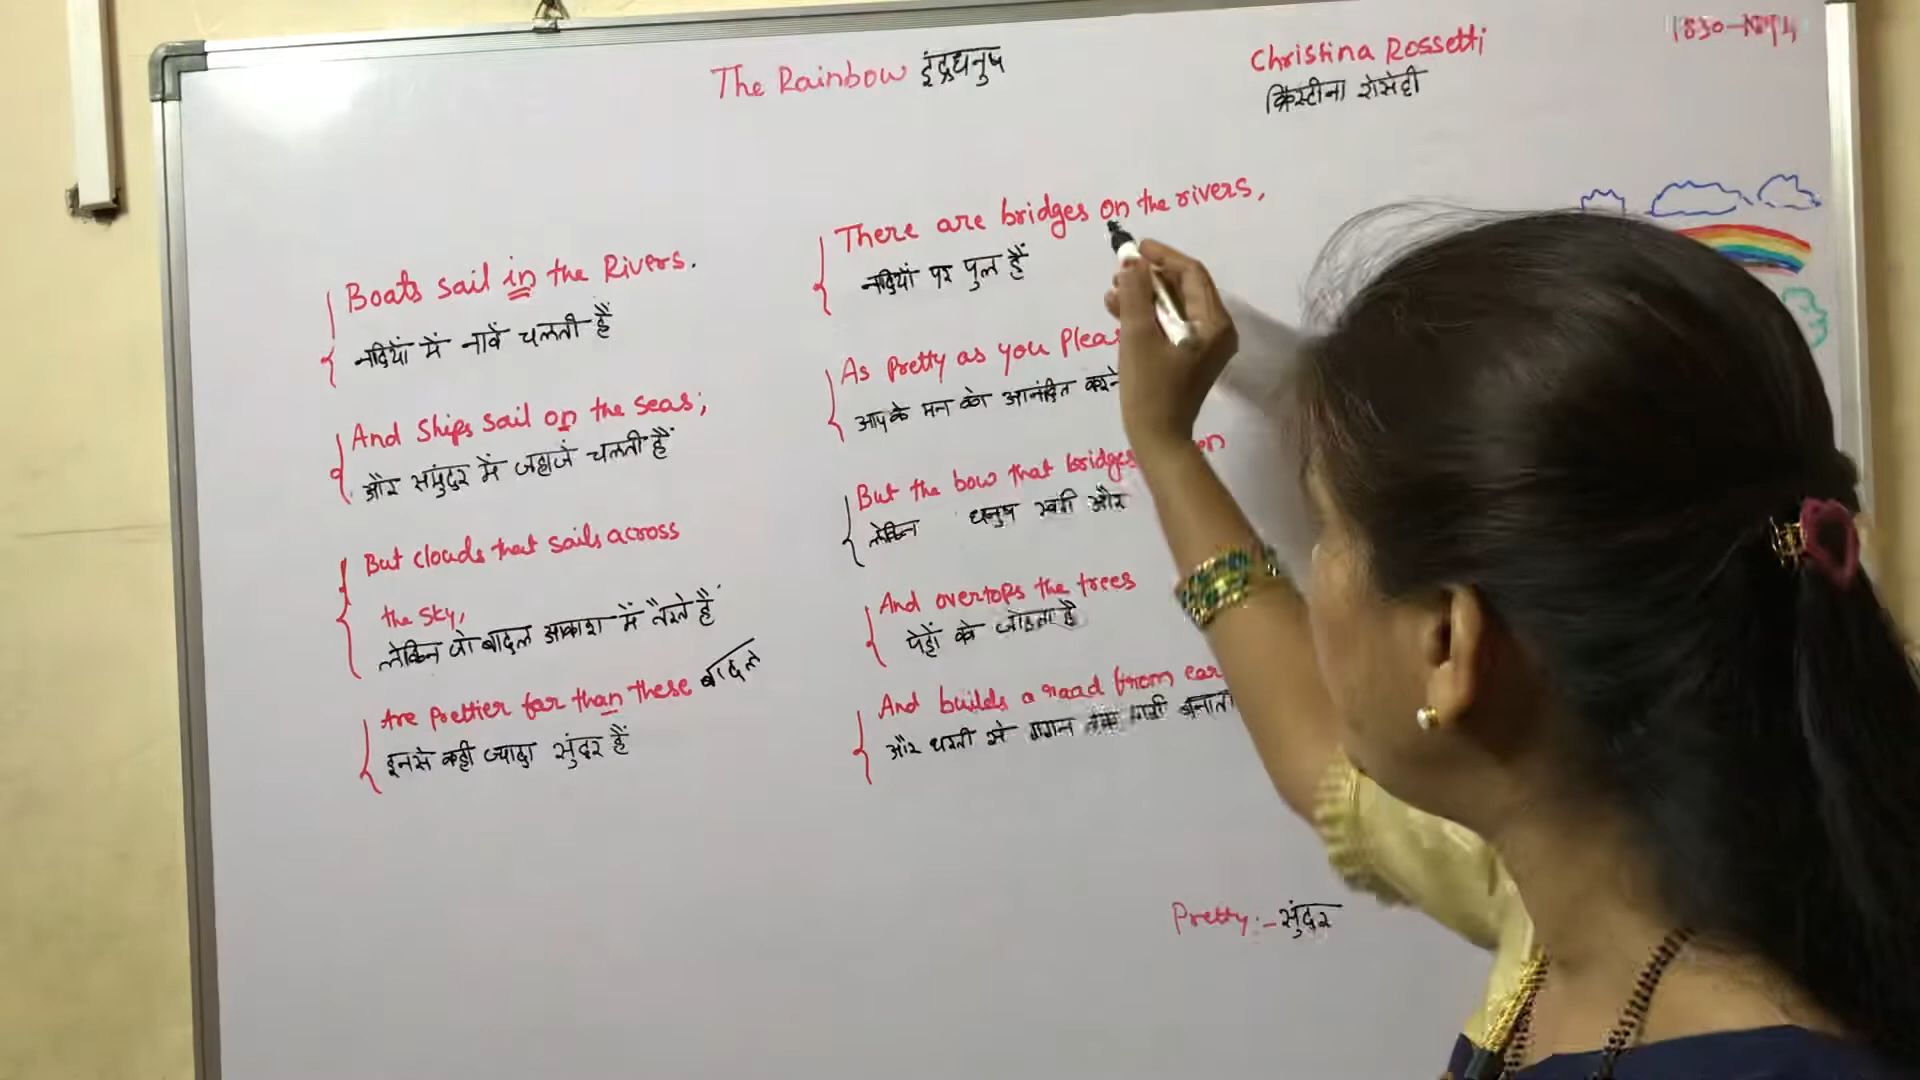 The Rainbow इंद्रधनुष
Christina Rossetti
क्रिस्टीना रोसेट्टी
Boats sail in the Rivers.
नदियों में नावें चलती हैं
And Ships sail on the seas;
और समुंदर में जहाजें चलती हैं
But clouds that sails across
the sky,
लेकिन जो बादल आकाश में तैरते हैं
Are prettier far than these बादल
इनसे कही ज्यादा सुंदर हैं
There are bridges on the rivers,
नदियों पर पुल हैं
As Pretty as you
आपके मन को आनंदित करने
But the bow that bridges
लेकिन धनुष स्वर्ग और
And overtops the trees
पेड़ों को जोडता है
And builds a road from
और धरती से गगन तक मार्ग
Pretty :- सुंदर